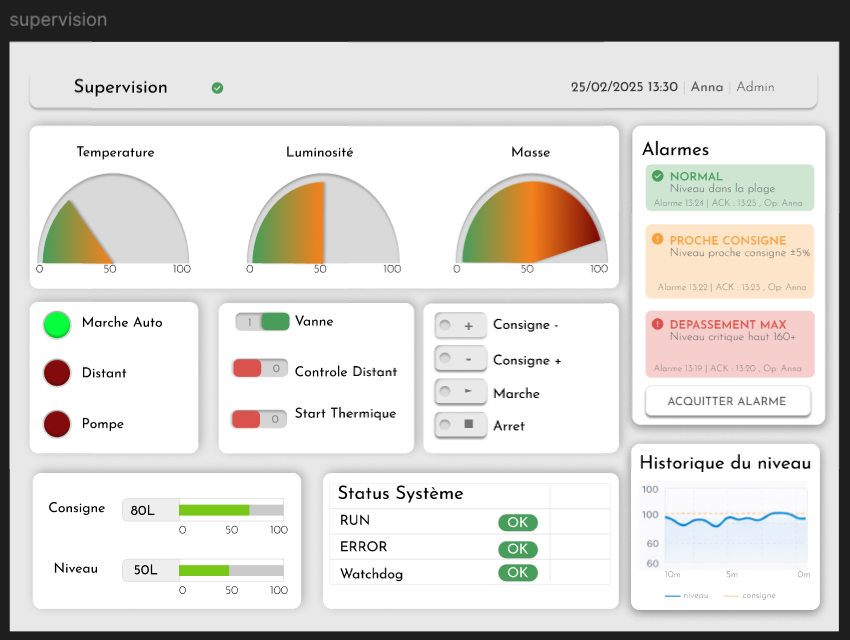 supervision
Supervision
25/02/2025 13:30 | Anna | Admin
Temperature
0 50 100
Luminosité
0 50 100
Masse
0 50 100
Marche Auto
Distant
Pompe
1 Vanne
0 Controle Distant
0 Start Thermique
+ Consigne -
- Consigne +
Marche
Arret
Alarmes
NORMAL
Niveau dans la plage
Alarme 13:24 | ACK : 13:25 , Op: Anna
! PROCHE CONSIGNE
Niveau proche consigne ±5%
Alarme 13:22 | ACK : 13:23 , Op: Anna
! DEPASSEMENT MAX
Niveau critique haut 160+
Alarme 13:19 | ACK : 13:20 , Op: Anna
ACQUITTER ALARME
Consigne 80L
0 50 100
Niveau 50L
0 50 100
Status Système
RUN OK
ERROR OK
Watchdog OK
Historique du niveau
100
100
60
60
10m 5m 0m
niveau consigne